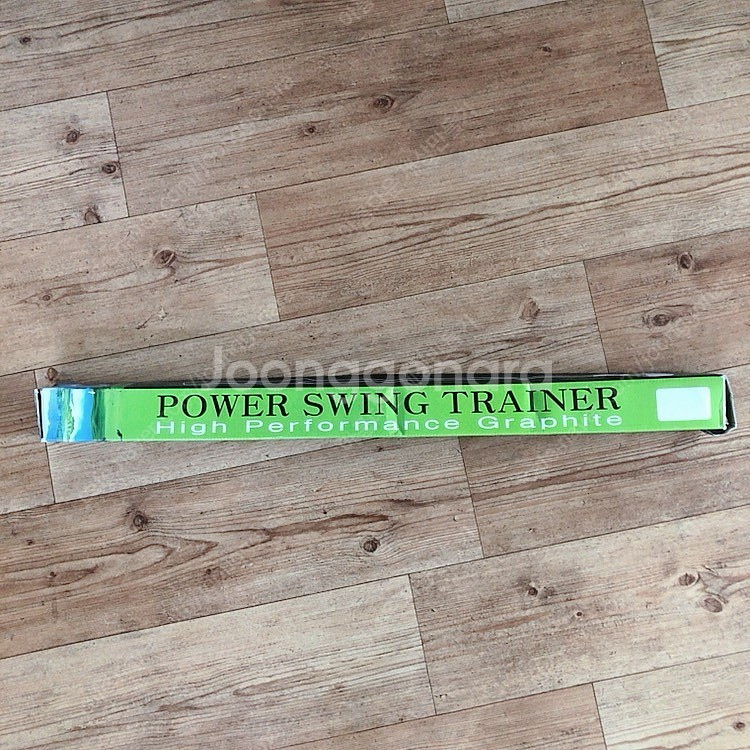 Joonggonara
POWER SWING TRAINER
High Performance Graphite